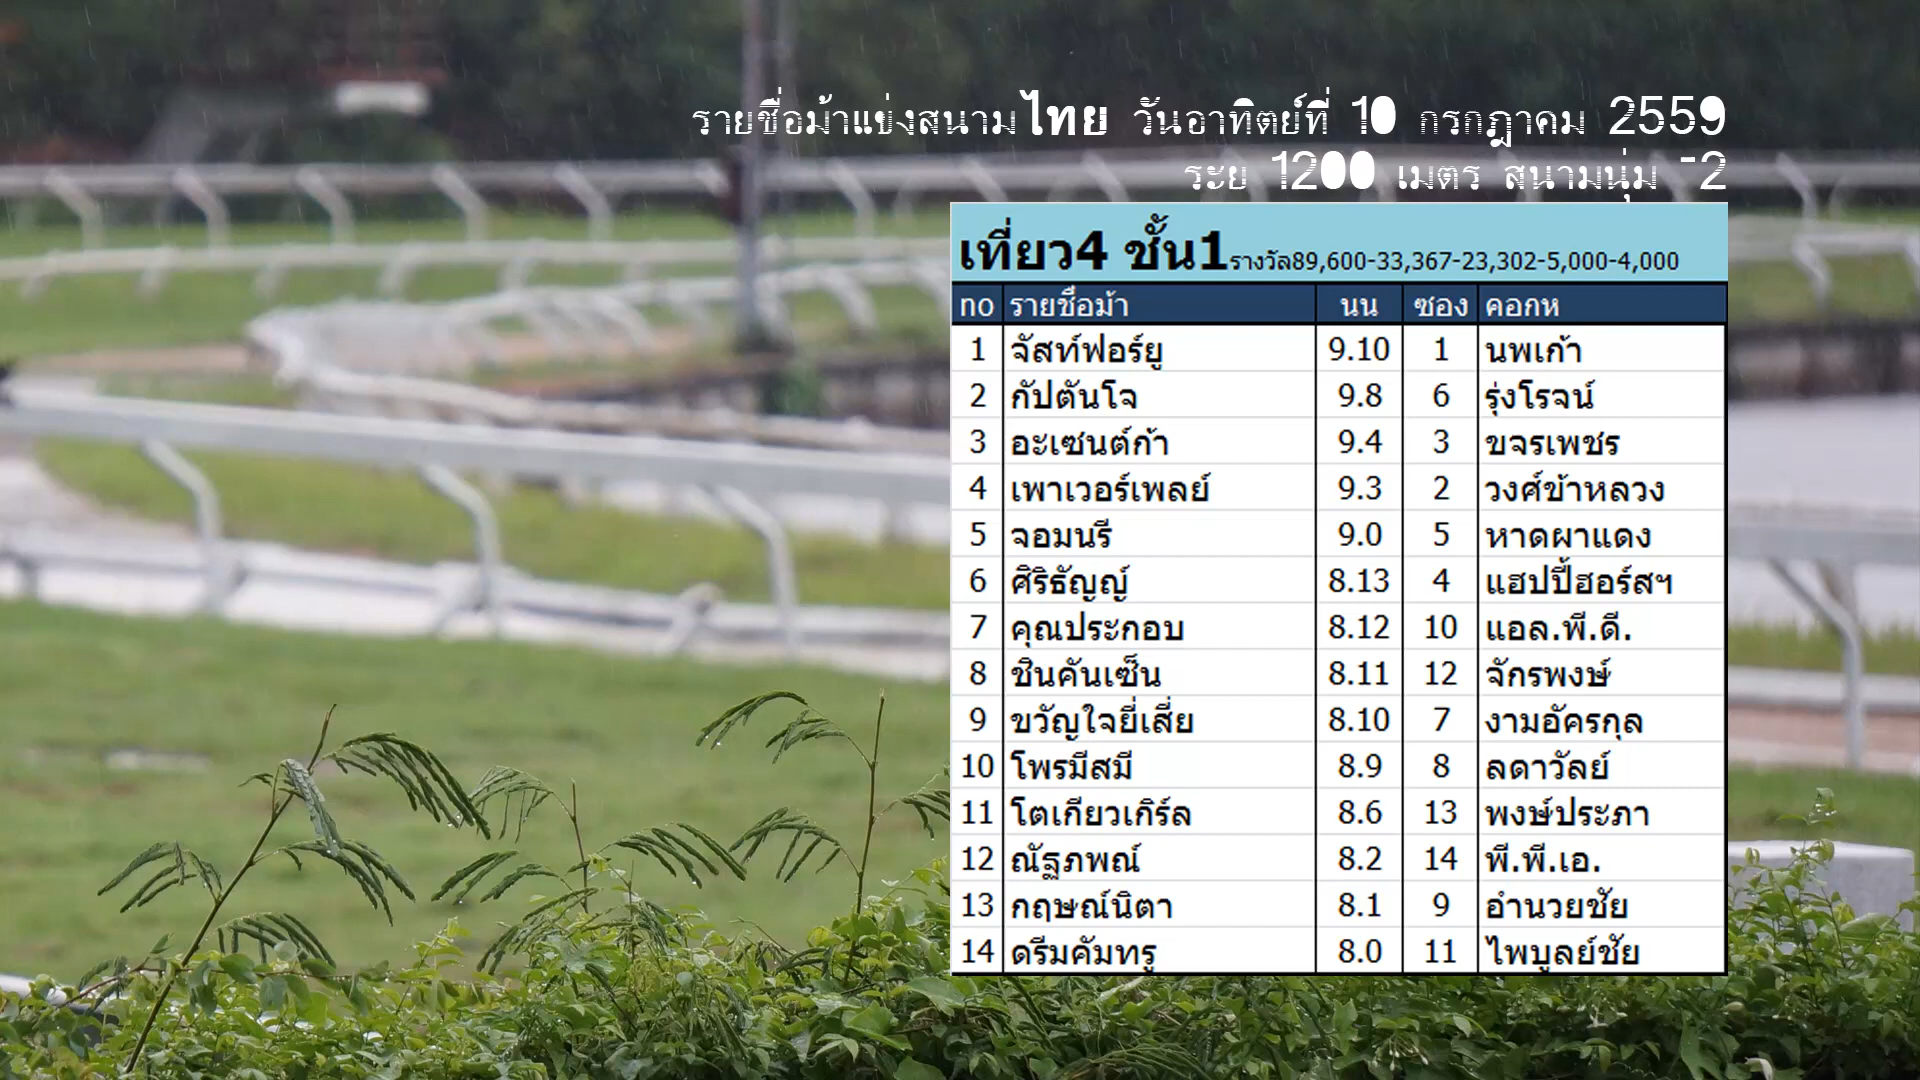 รายชื่อม้าแข่งสนามไทย วันอาทิตย์ที่ 10 กรกฎาคม 2559
ระย 1200 เมตร สนามนุ่ม -2
เที่ยว4 ชั้น1รางวัล89,600-33,367-23,302-5,000-4,000
no รายชื่อม้า นน ซอง คอกห
1 จัสท์ฟอร์ยู 9.10 1 นพเก้า
2 กัปตันโจ 9.8 6 รุ่งโรจน์
3 อะเซนต์ก้า 9.4 3 ขจรเพชร
4 เพาเวอร์เพลย์ 9.3 2 วงศ์ข้าหลวง
5 จอมนรี 9.0 5 หาดผาแดง
6 ศิริธัญญ์ 8.13 4 แฮปปี้ฮอร์สฯ
7 คุณประกอบ 8.12 10 แอล.พี.ดี.
8 ชินคันเซ็น 8.11 12 จักรพงษ์
9 ขวัญใจยี่เสี่ย 8.10 7 งามอัครกุล
10 โพรมีสมี 8.9 8 ลดาวัลย์
11 โตเกียวเกิร์ล 8.6 13 พงษ์ประภา
12 ณัฐภพณ์ 8.2 14 พี.พี.เอ.
13 กฤษณ์นิตา 8.1 9 อำนวยชัย
14 ดรีมคัมทรู 8.0 11 ไพบูลย์ชัย